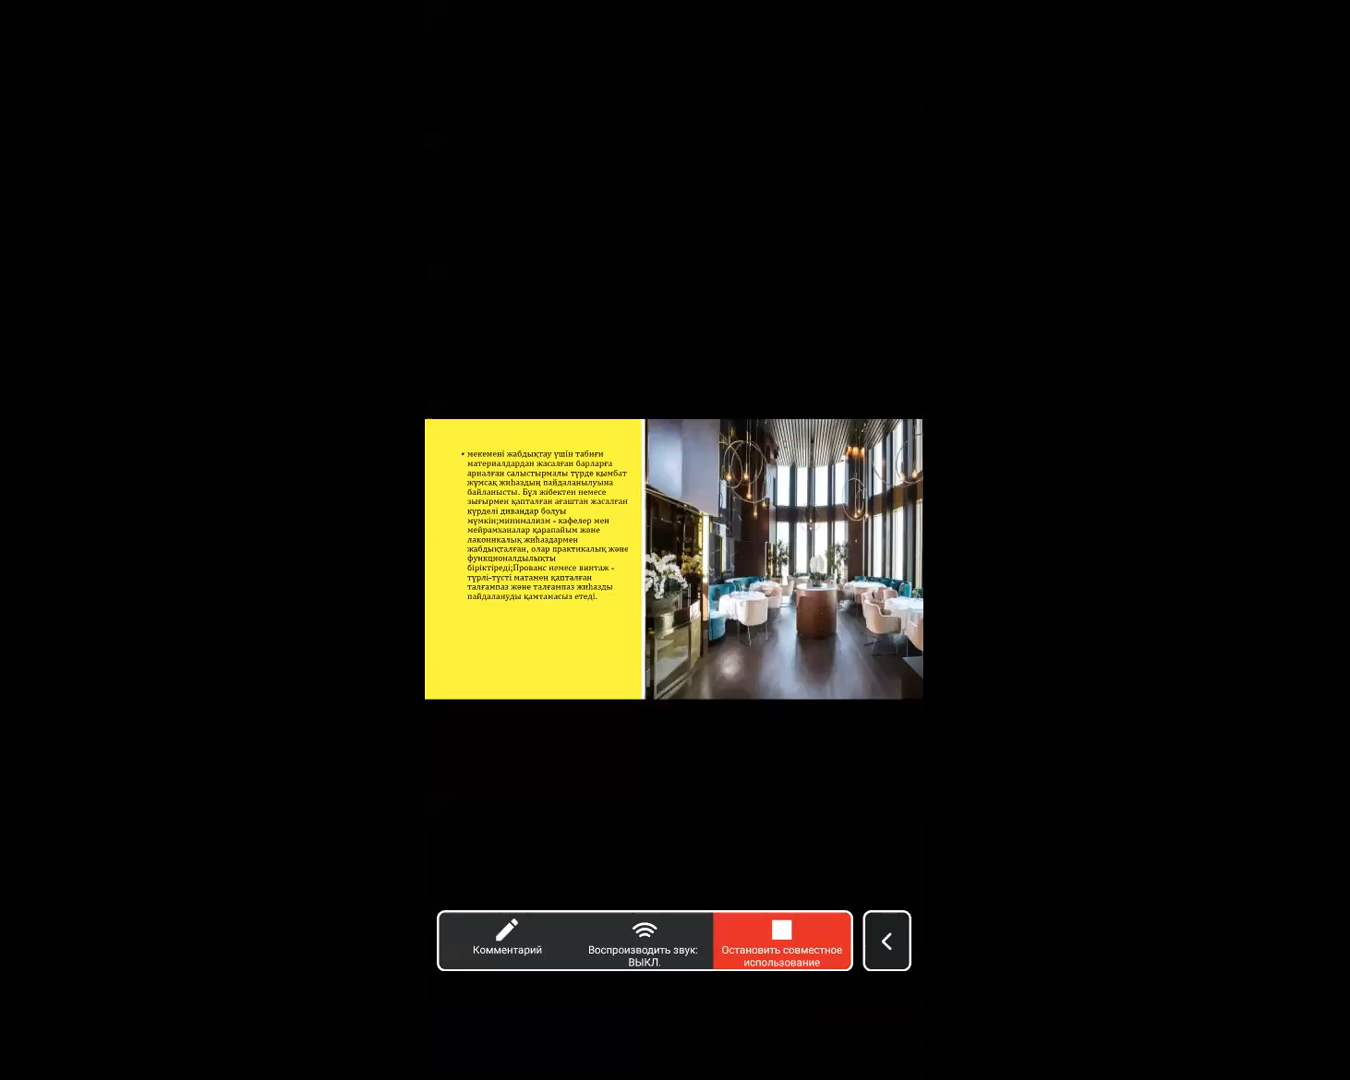 • мекемені жабдықтау үшін табиғи
материалдардан жасалған барларға
арналған салыстырмалы түрде қымбат
жұмсақ жиһаздың пайдаланылуына
байланысты. Бұл жібектен немесе
зығырмен қапталған ағаштан жасалған
күрделі дивандар болуы
мүмкін;минимализм - кафелер мен
мейрамханалар қарапайым және
лаконикалық жиһаздармен
жабдықталған, олар практикалық және
функционалдылықты
біріктіреді;Прованс немесе винтаж -
түрлі-түсті матамен қапталған
талғампаз және талғампаз жиһазды
пайдалануды қамтамасыз етеді.
Комментарий
Воспроизводить звук:
ВЫКЛ.
Остановить совместное
использование